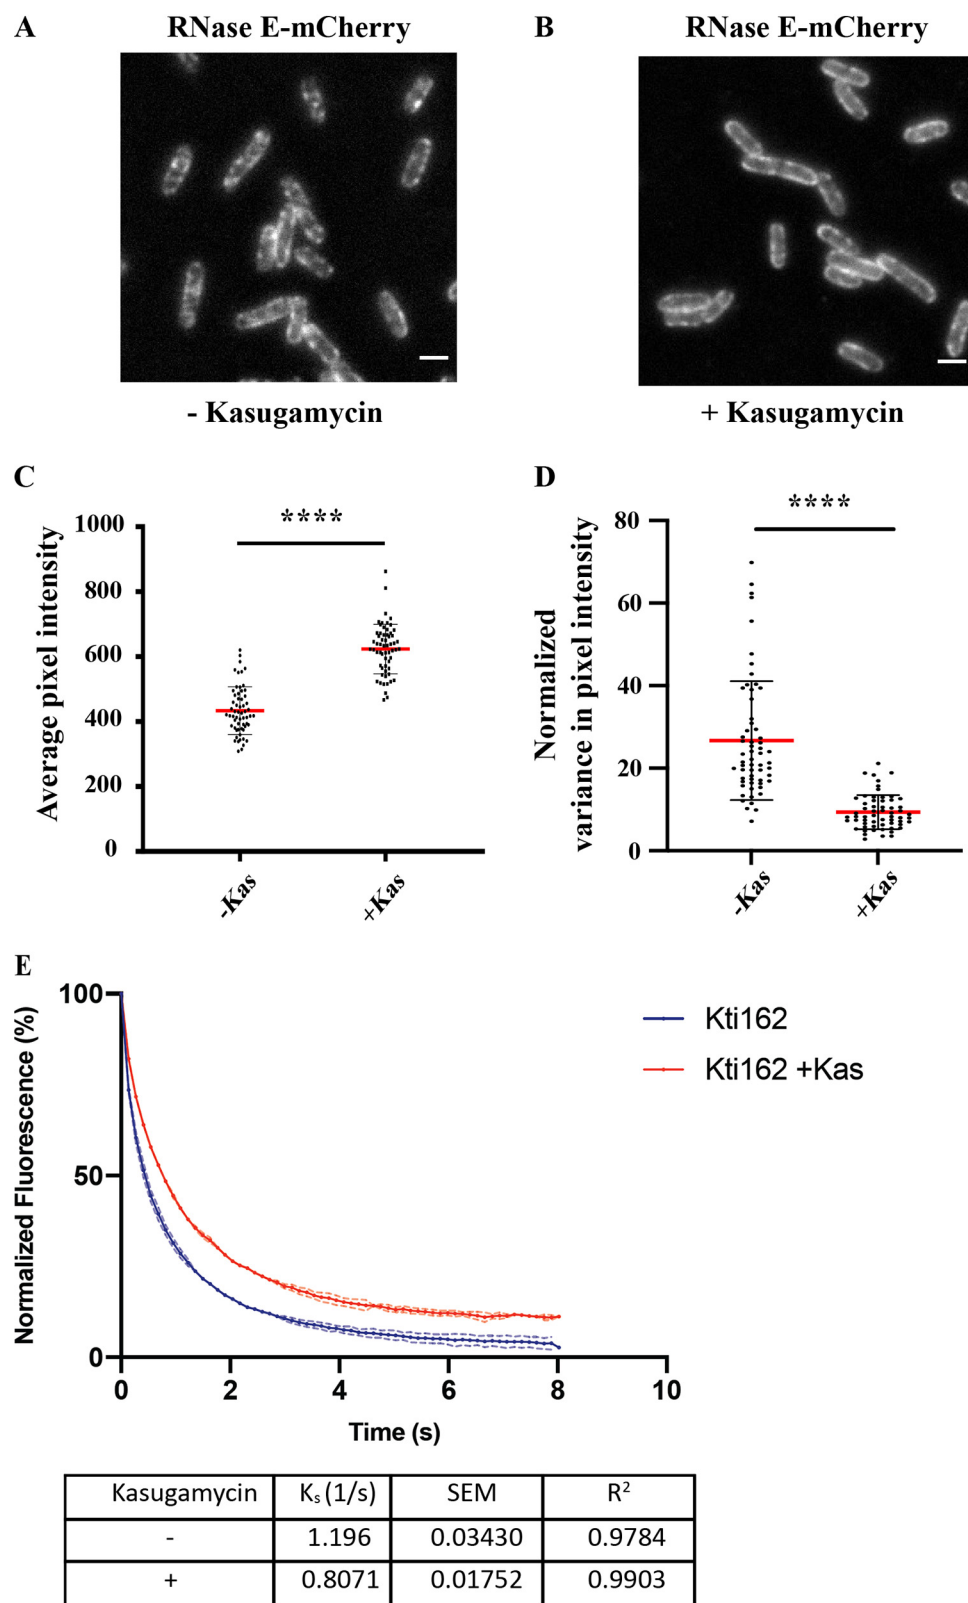 A
RNase E-mCherry
B
RNase E-mCherry
- Kasugamycin
+ Kasugamycin
C
Average pixel intensity
1000
800
600
400
200
0
****
-Kas
+Kas
D
Normalized
variance in pixel intensity
80
60
40
20
0
****
-Kas
+Kas
E
Normalized Fluorescence (%)
100
50
0
0 2 4 6 8 10
Time (s)
Kti162
Kti162 +Kas
Kasugamycin Kₛ (1/s) SEM R²
- 1.196 0.03430 0.9784
+ 0.8071 0.01752 0.9903